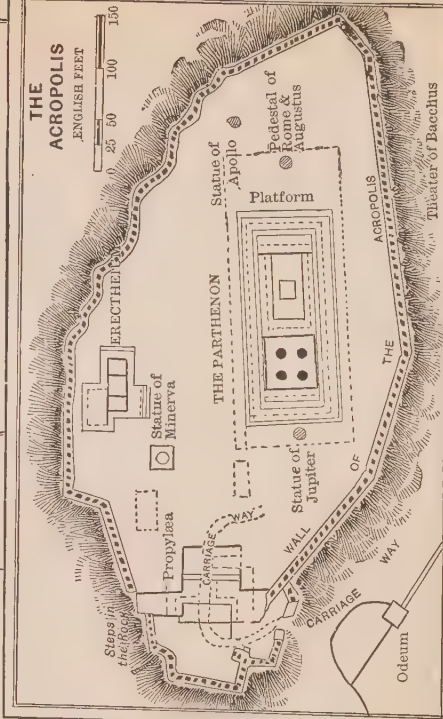 THE
ACROPOLIS
ENGLISH FEET
0 25 50 100 150
Steps in
the Rock
Propylæa
CARRIAGE
WAY
Statue of
Minerva
ERECTHE
THE PARTHENON
Platform
Statue of
Apollo
Pedestal of
Rome &
Augustus
Statue of
Jupiter
WALL OF THE ACROPOLIS
CARRIAGE WAY
Odeum
Theater of Bacchus